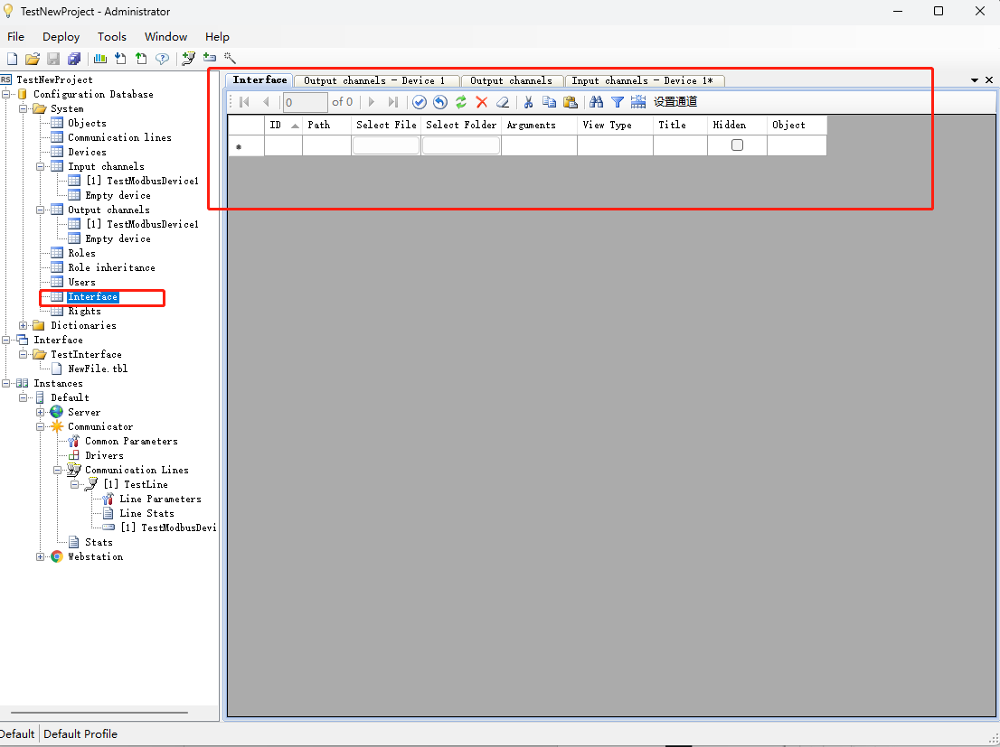 TestNewProject - Administrator
File Deploy Tools Window Help
RS TestNewProject
Configuration Database
System
Objects
Communication lines
Devices
Input channels
[1] TestModbusDevice1
Empty device
Output channels
[1] TestModbusDevice1
Empty device
Roles
Role inheritance
Users
Interface
Rights
Dictionaries
Interface
TestInterface
NewFile.tbl
Instances
Default
Server
Communicator
Common Parameters
Drivers
Communication Lines
[1] TestLine
Line Parameters
Line Stats
[1] TestModbusDevi
Stats
Webstation
Interface Output channels - Device 1 Output channels Input channels - Device 1*
0 of 0 设置通道
ID Path Select File Select Folder Arguments View Type Title Hidden Object
Default Default Profile